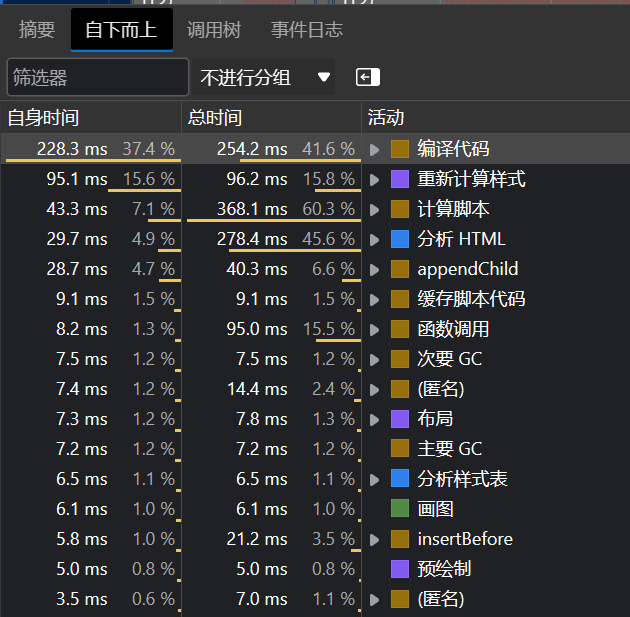 摘要 自下而上 调用树 事件日志
筛选器 不进行分组
自身时间 总时间 活动
228.3 ms 37.4 % 254.2 ms 41.6 % 编译代码
95.1 ms 15.6 % 96.2 ms 15.8 % 重新计算样式
43.3 ms 7.1 % 368.1 ms 60.3 % 计算脚本
29.7 ms 4.9 % 278.4 ms 45.6 % 分析 HTML
28.7 ms 4.7 % 40.3 ms 6.6 % appendChild
9.1 ms 1.5 % 9.1 ms 1.5 % 缓存脚本代码
8.2 ms 1.3 % 95.0 ms 15.5 % 函数调用
7.5 ms 1.2 % 7.5 ms 1.2 % 次要 GC
7.4 ms 1.2 % 14.4 ms 2.4 % (匿名)
7.3 ms 1.2 % 7.8 ms 1.3 % 布局
7.2 ms 1.2 % 7.2 ms 1.2 % 主要 GC
6.5 ms 1.1 % 6.5 ms 1.1 % 分析样式表
6.1 ms 1.0 % 6.1 ms 1.0 % 画图
5.8 ms 1.0 % 21.2 ms 3.5 % insertBefore
5.0 ms 0.8 % 5.0 ms 0.8 % 预绘制
3.5 ms 0.6 % 7.0 ms 1.1 % (匿名)